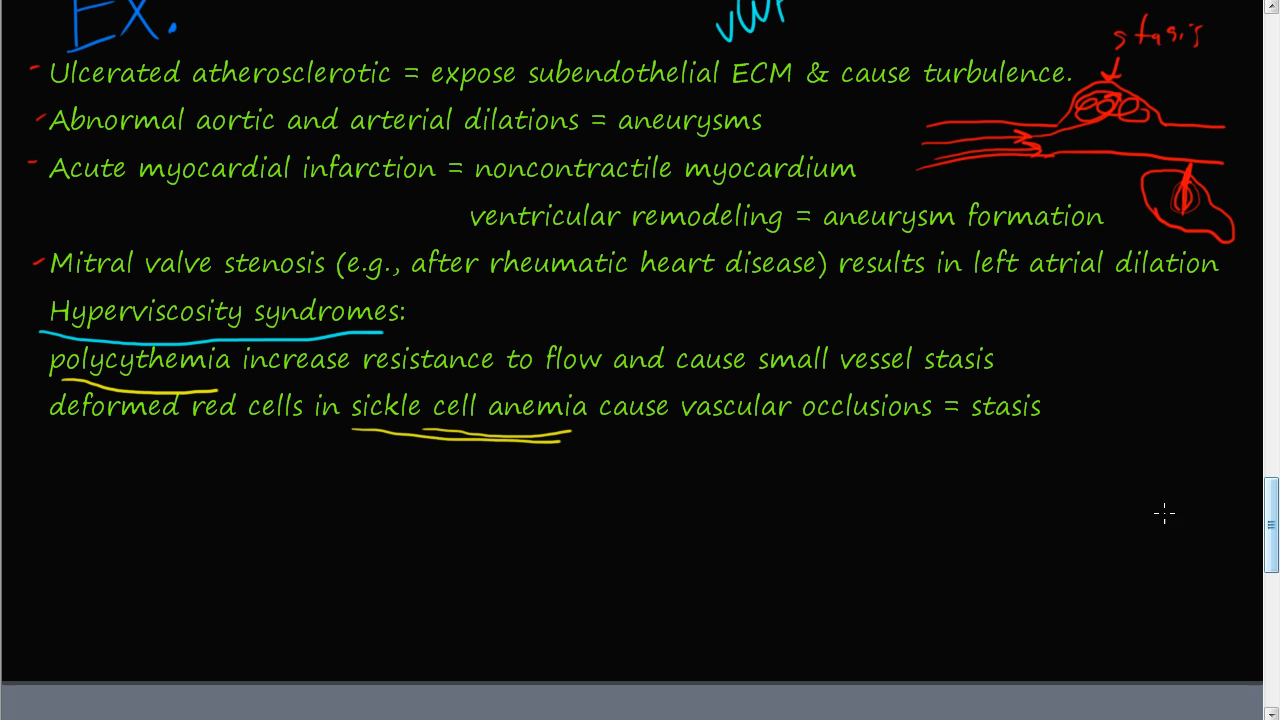 Ex.
vWF
stasis
Ulcerated atherosclerotic = expose subendothelial ECM & cause turbulence.
Abnormal aortic and arterial dilations = aneurysms
Acute myocardial infarction = noncontractile myocardium
ventricular remodeling = aneurysm formation
Mitral valve stenosis (e.g., after rheumatic heart disease) results in left atrial dilation
Hyperviscosity syndromes:
polycythemia increase resistance to flow and cause small vessel stasis
deformed red cells in sickle cell anemia cause vascular occlusions = stasis